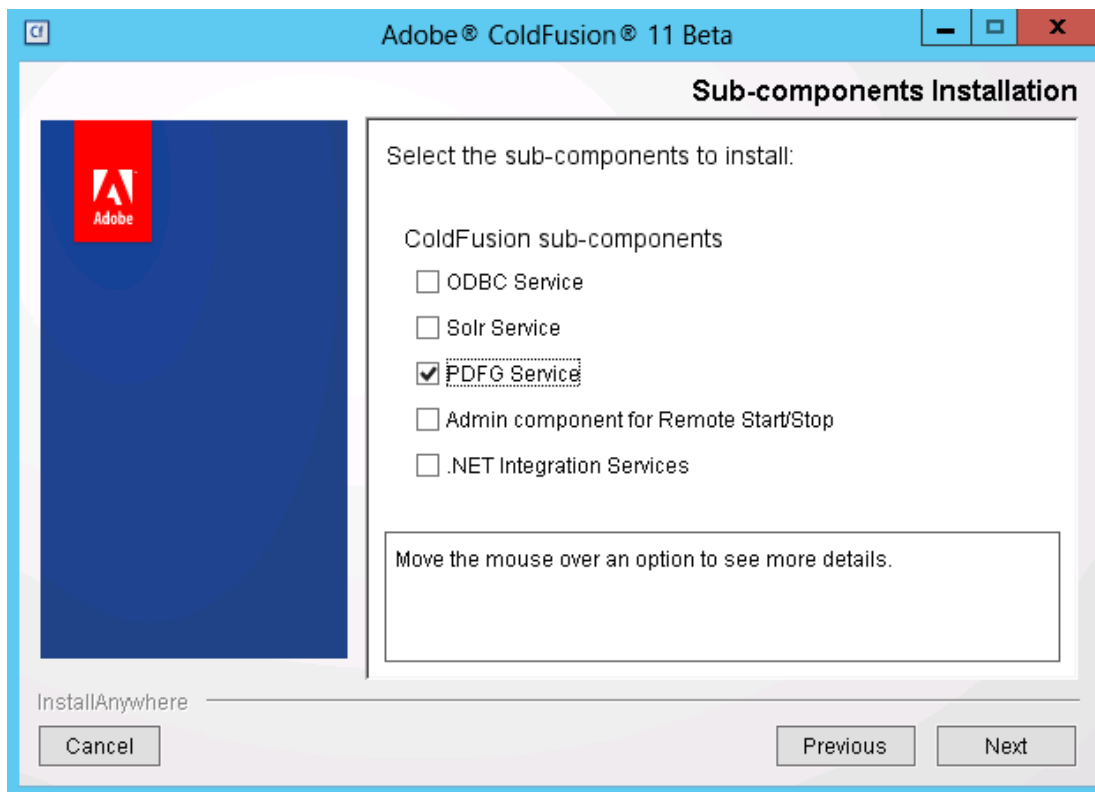 Cf
Adobe® ColdFusion® 11 Beta
X
Sub-components Installation
Adobe
Select the sub-components to install:
ColdFusion sub-components
ODBC Service
Solr Service
PDFG Service
Admin component for Remote Start/Stop
.NET Integration Services
Move the mouse over an option to see more details.
InstallAnywhere
Cancel
Previous
Next